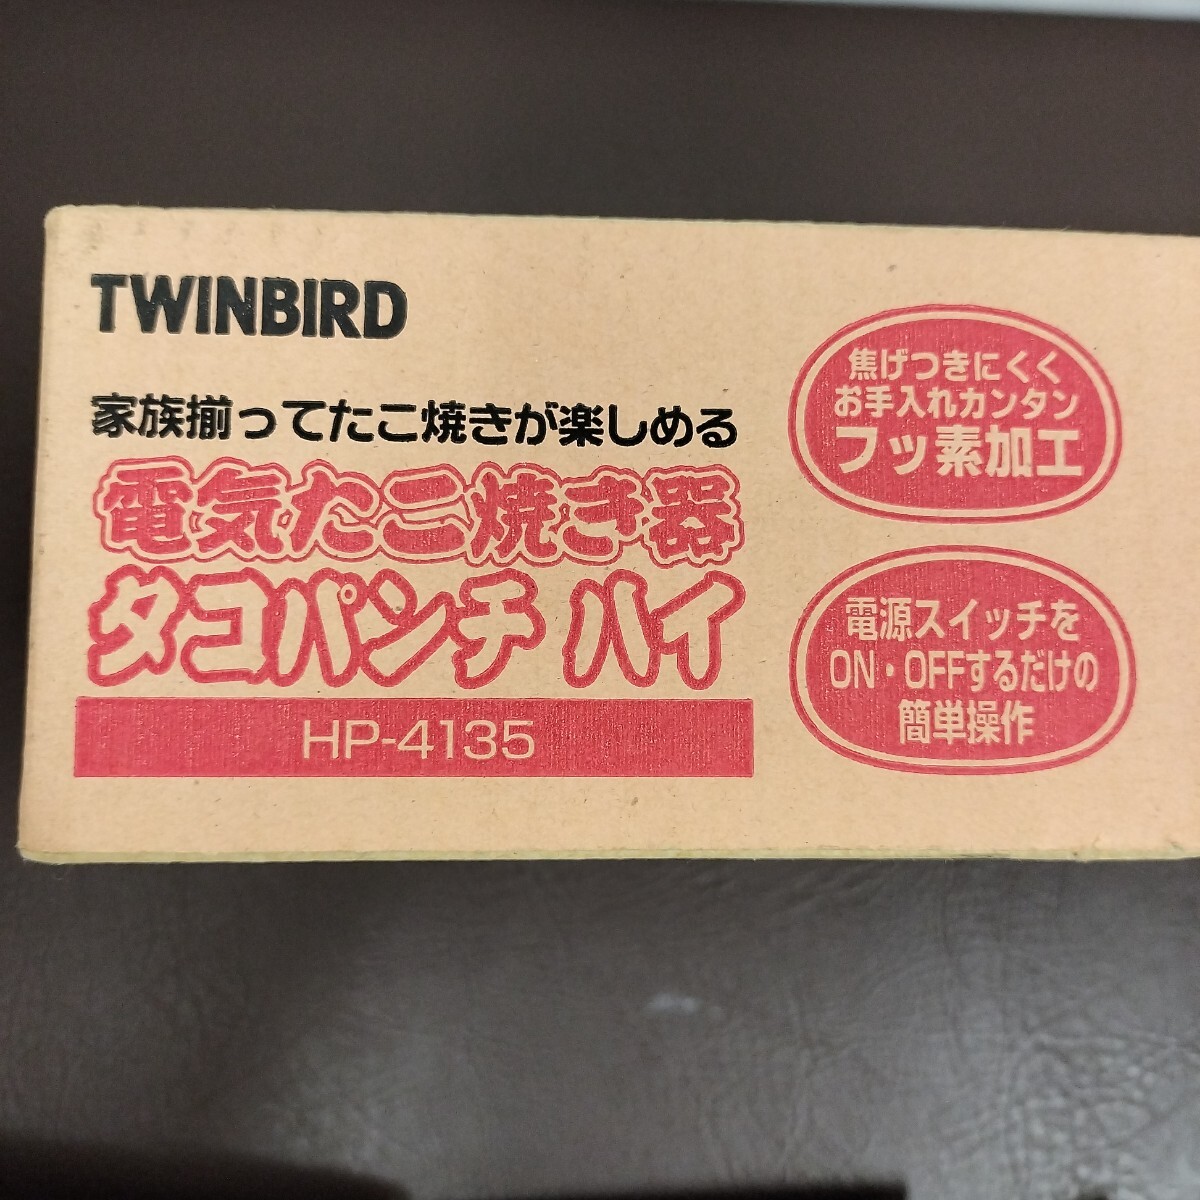 TWINBIRD
家族揃ってたこ焼きが楽しめる
電気たこ焼き器
タコパンチ ハイ
HP-4135
焦げつきにくく
お手入れカンタン
フッ素加工
電源スイッチを
ON・OFFするだけの
簡単操作